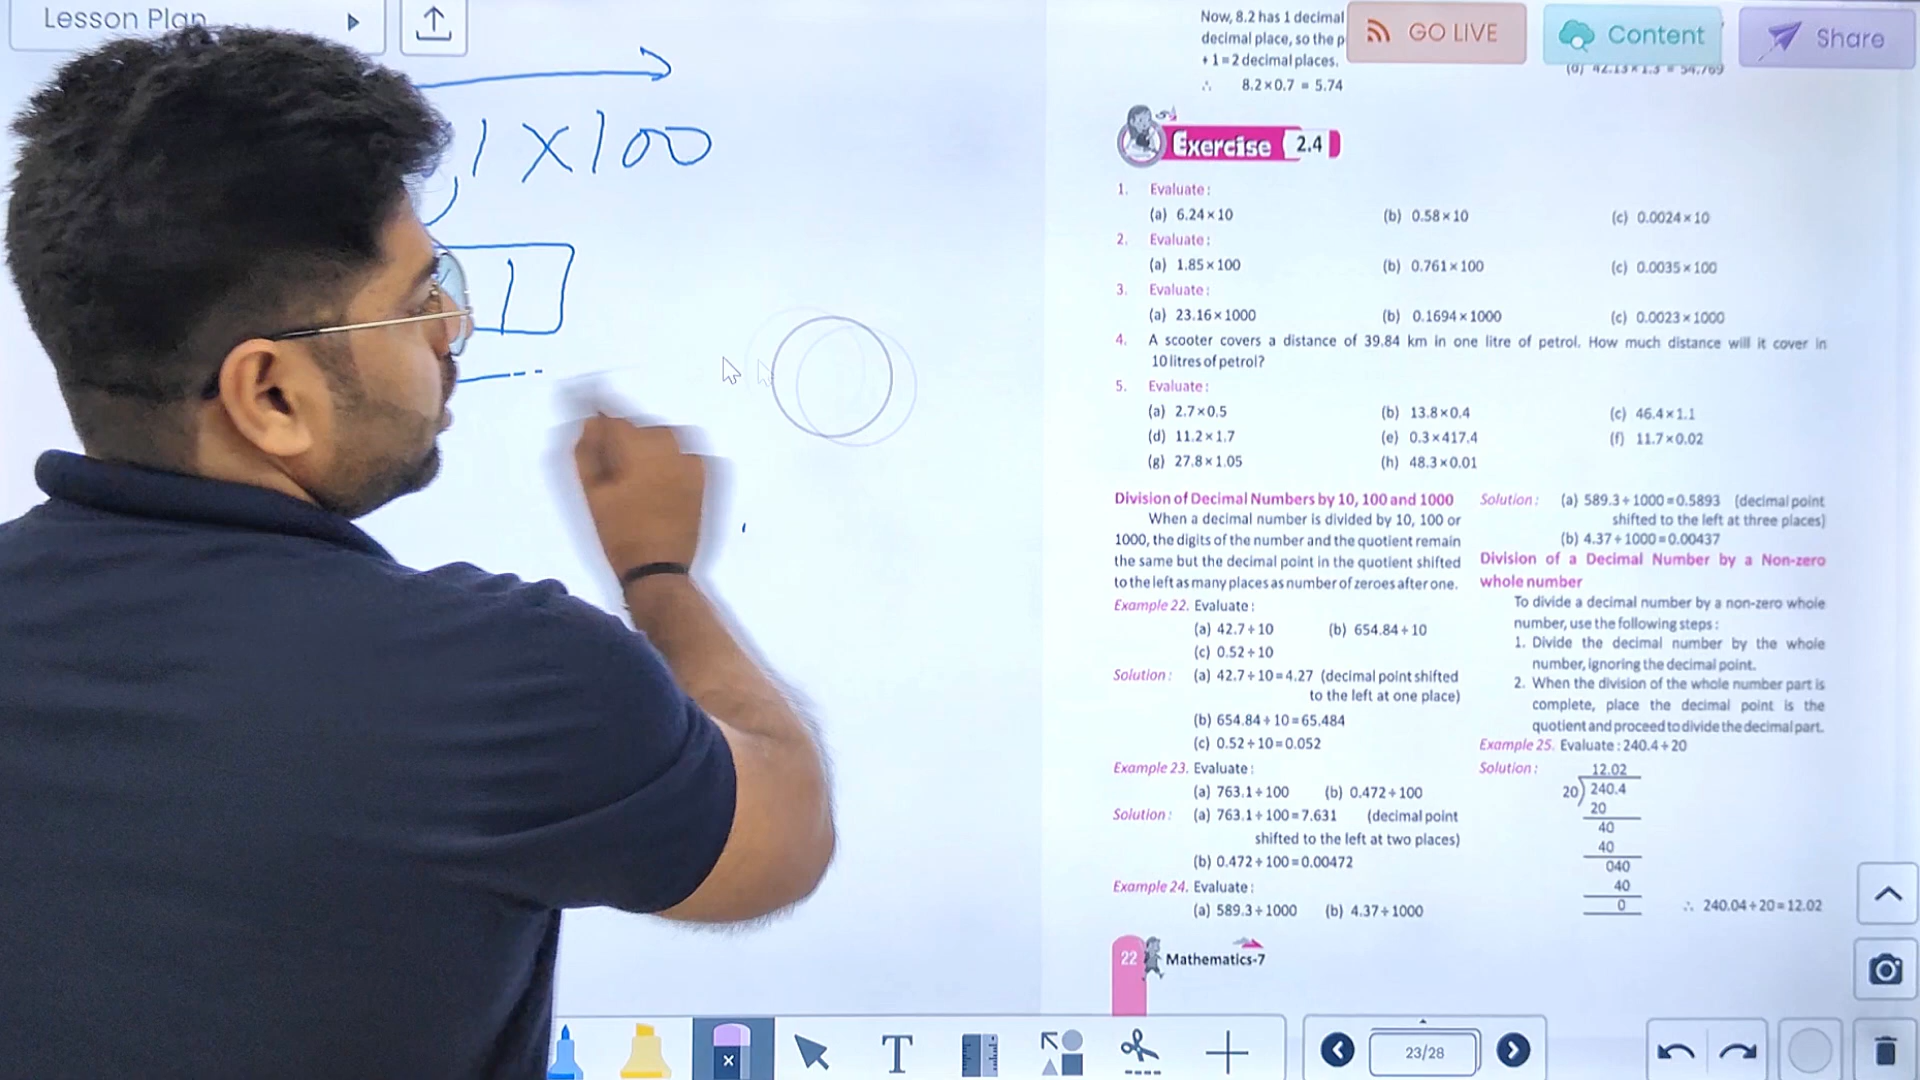 Lesson Plan
,1 × 100
1
GO LIVE
Content
Share
Now, 8.2 has 1 decimal
decimal place, so the p
+ 1 = 2 decimal places.
∴ 8.2 × 0.7 = 5.74
(d) 42.13 × 1.3 = 54.769
Exercise 2.4
1. Evaluate :
(a) 6.24 × 10 (b) 0.58 × 10 (c) 0.0024 × 10
2. Evaluate :
(a) 1.85 × 100 (b) 0.761 × 100 (c) 0.0035 × 100
3. Evaluate :
(a) 23.16 × 1000 (b) 0.1694 × 1000 (c) 0.0023 × 1000
4. A scooter covers a distance of 39.84 km in one litre of petrol. How much distance will it cover in
10 litres of petrol?
5. Evaluate :
(a) 2.7 × 0.5 (b) 13.8 × 0.4 (c) 46.4 × 1.1
(d) 11.2 × 1.7 (e) 0.3 × 417.4 (f) 11.7 × 0.02
(g) 27.8 × 1.05 (h) 48.3 × 0.01
Division of Decimal Numbers by 10, 100 and 1000
When a decimal number is divided by 10, 100 or
1000, the digits of the number and the quotient remain
the same but the decimal point in the quotient shifted
to the left as many places as number of zeroes after one.
Example 22. Evaluate :
(a) 42.7 ÷ 10 (b) 654.84 ÷ 10
(c) 0.52 ÷ 10
Solution : (a) 42.7 ÷ 10 = 4.27 (decimal point shifted
to the left at one place)
(b) 654.84 ÷ 10 = 65.484
(c) 0.52 ÷ 10 = 0.052
Example 23. Evaluate :
(a) 763.1 ÷ 100 (b) 0.472 ÷ 100
Solution : (a) 763.1 ÷ 100 = 7.631 (decimal point
shifted to the left at two places)
(b) 0.472 ÷ 100 = 0.00472
Example 24. Evaluate :
(a) 589.3 ÷ 1000 (b) 4.37 ÷ 1000
Solution : (a) 589.3 ÷ 1000 = 0.5893 (decimal point
shifted to the left at three places)
(b) 4.37 ÷ 1000 = 0.00437
Division of a Decimal Number by a Non-zero
whole number
To divide a decimal number by a non-zero whole
number, use the following steps :
1. Divide the decimal number by the whole
number, ignoring the decimal point.
2. When the division of the whole number part is
complete, place the decimal point is the
quotient and proceed to divide the decimal part.
Example 25. Evaluate : 240.4 ÷ 20
Solution : 12.02
20) 240.4
20
40
40
040
40
0 ∴ 240.04 ÷ 20 = 12.02
22 Mathematics-7
T
23/28